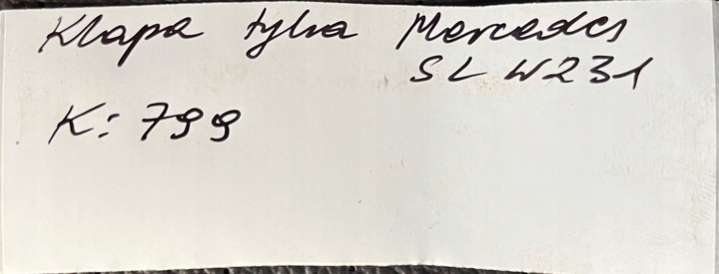 Klapa tylna Mercedes
SL W231
K: 799